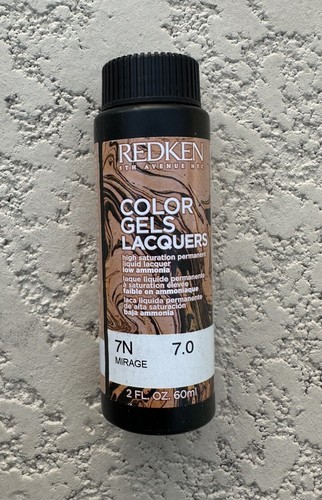 REDKEN
5TH AVENUE NYC
COLOR
GELS
LACQUERS
high saturation permanent
liquid lacquer
low ammonia
laque liquide permanente
à saturation élevée
faible en ammoniaque
laca líquida permanente
de alta saturación
baja amonia
7N 7.0
MIRAGE
2 FL. OZ. 60ml